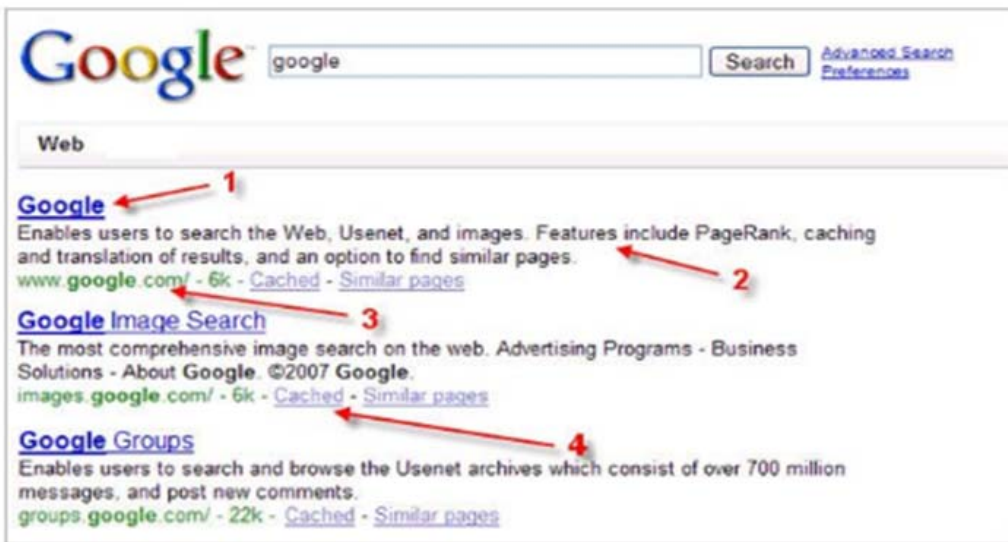 Google™ google Search Advanced Search
Preferences
Web
1
Google
Enables users to search the Web, Usenet, and images. Features include PageRank, caching
and translation of results, and an option to find similar pages.
2
www.google.com/ - 6k - Cached - Similar pages
3
Google Image Search
The most comprehensive image search on the web. Advertising Programs - Business
Solutions - About Google. ©2007 Google.
images.google.com/ - 6k - Cached - Similar pages
4
Google Groups
Enables users to search and browse the Usenet archives which consist of over 700 million
messages, and post new comments.
groups.google.com/ - 22k - Cached - Similar pages